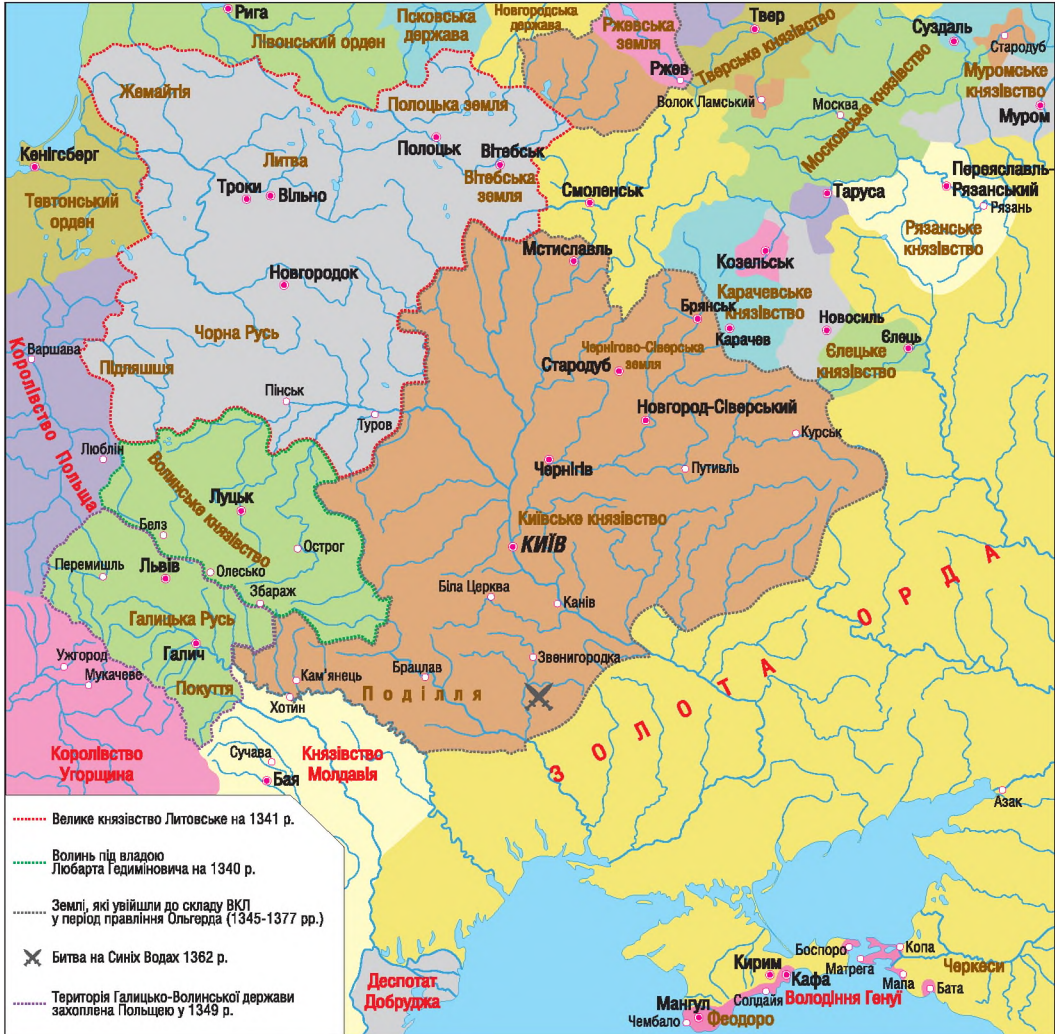 Рига
Лівонський орден
Псковська
держава
Новгородська
держава
Ржевська
земля
Ржев
Твер
Тверське князівство
Волок Ламський
Суздаль
Стародуб
Муромське
князівство
Муром
Москва
Московське князівство
Жемайтія
Полоцька земля
Полоцьк
Вітебськ
Вітебська
земля
Литва
Троки
Вільно
Кенігсберг
Тевтонський
орден
Смоленськ
Переяславль-
Рязанський
Рязань
Рязанське
князівство
Таруса
Мстиславль
Козельськ
Карачевське
князівство
Новгородок
Чорна Русь
Підляшшя
Брянськ
Карачев
Новосиль
Єлець
Єлецьке
князівство
Варшава
Королівство Польща
Чернігово-Сіверська
земля
Стародуб
Новгород-Сіверський
Пінськ
Туров
Курськ
Люблін
Волинське князівство
Луцьк
Чернігів
Путивль
Белз
Острог
Київське князівство
КИЇВ
Перемишль
Львів
Олесько
Збараж
Біла Церква
Канів
Галицька Русь
Галич
Ужгород
Мукачеве
Покуття
Кам'янець
Хотин
Брацлав
Поділля
Звенигородка
ЗОЛОТА ОРДА
Королівство
Угорщина
Сучава
Бая
Князівство
Молдавія
Азак
Велике князівство Литовське на 1341 р.
Волинь під владою
Любарта Гедиміновича на 1340 р.
Землі, які увійшли до складу ВКЛ
у період правління Ольгерда (1345-1377 рр.)
Битва на Синіх Водах 1362 р.
Територія Галицько-Волинської держави
захоплена Польщею у 1349 р.
Деспотат
Добруджа
Боспоро
Копа
Матрега
Черкеси
Кирим
Кафа
Солдайя
Володіння Генуї
Мапа
Бата
Мангул
Феодоро
Чембало